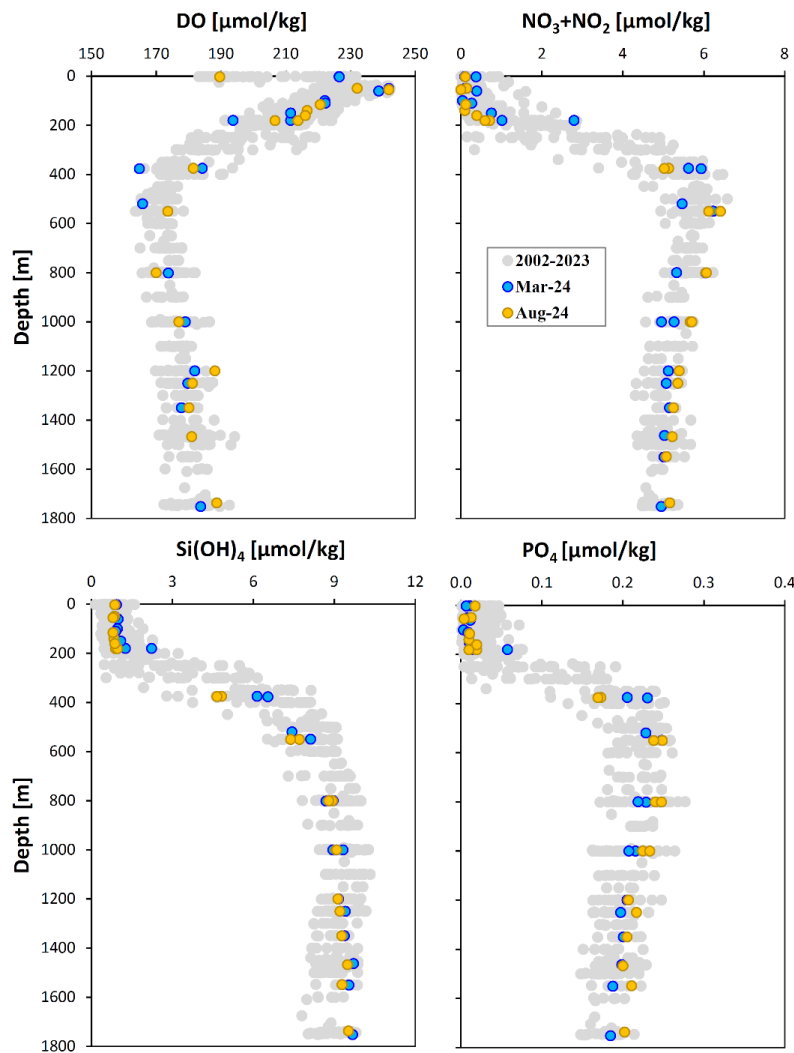 DO [µmol/kg]
150 170 190 210 230 250
0
200
400
600
800
1000
1200
1400
1600
1800
Depth [m]
NO3+NO2 [µmol/kg]
0 2 4 6 8
2002-2023
Mar-24
Aug-24
Si(OH)4 [µmol/kg]
0 3 6 9 12
0
200
400
600
800
1000
1200
1400
1600
1800
Depth [m]
PO4 [µmol/kg]
0.0 0.1 0.2 0.3 0.4